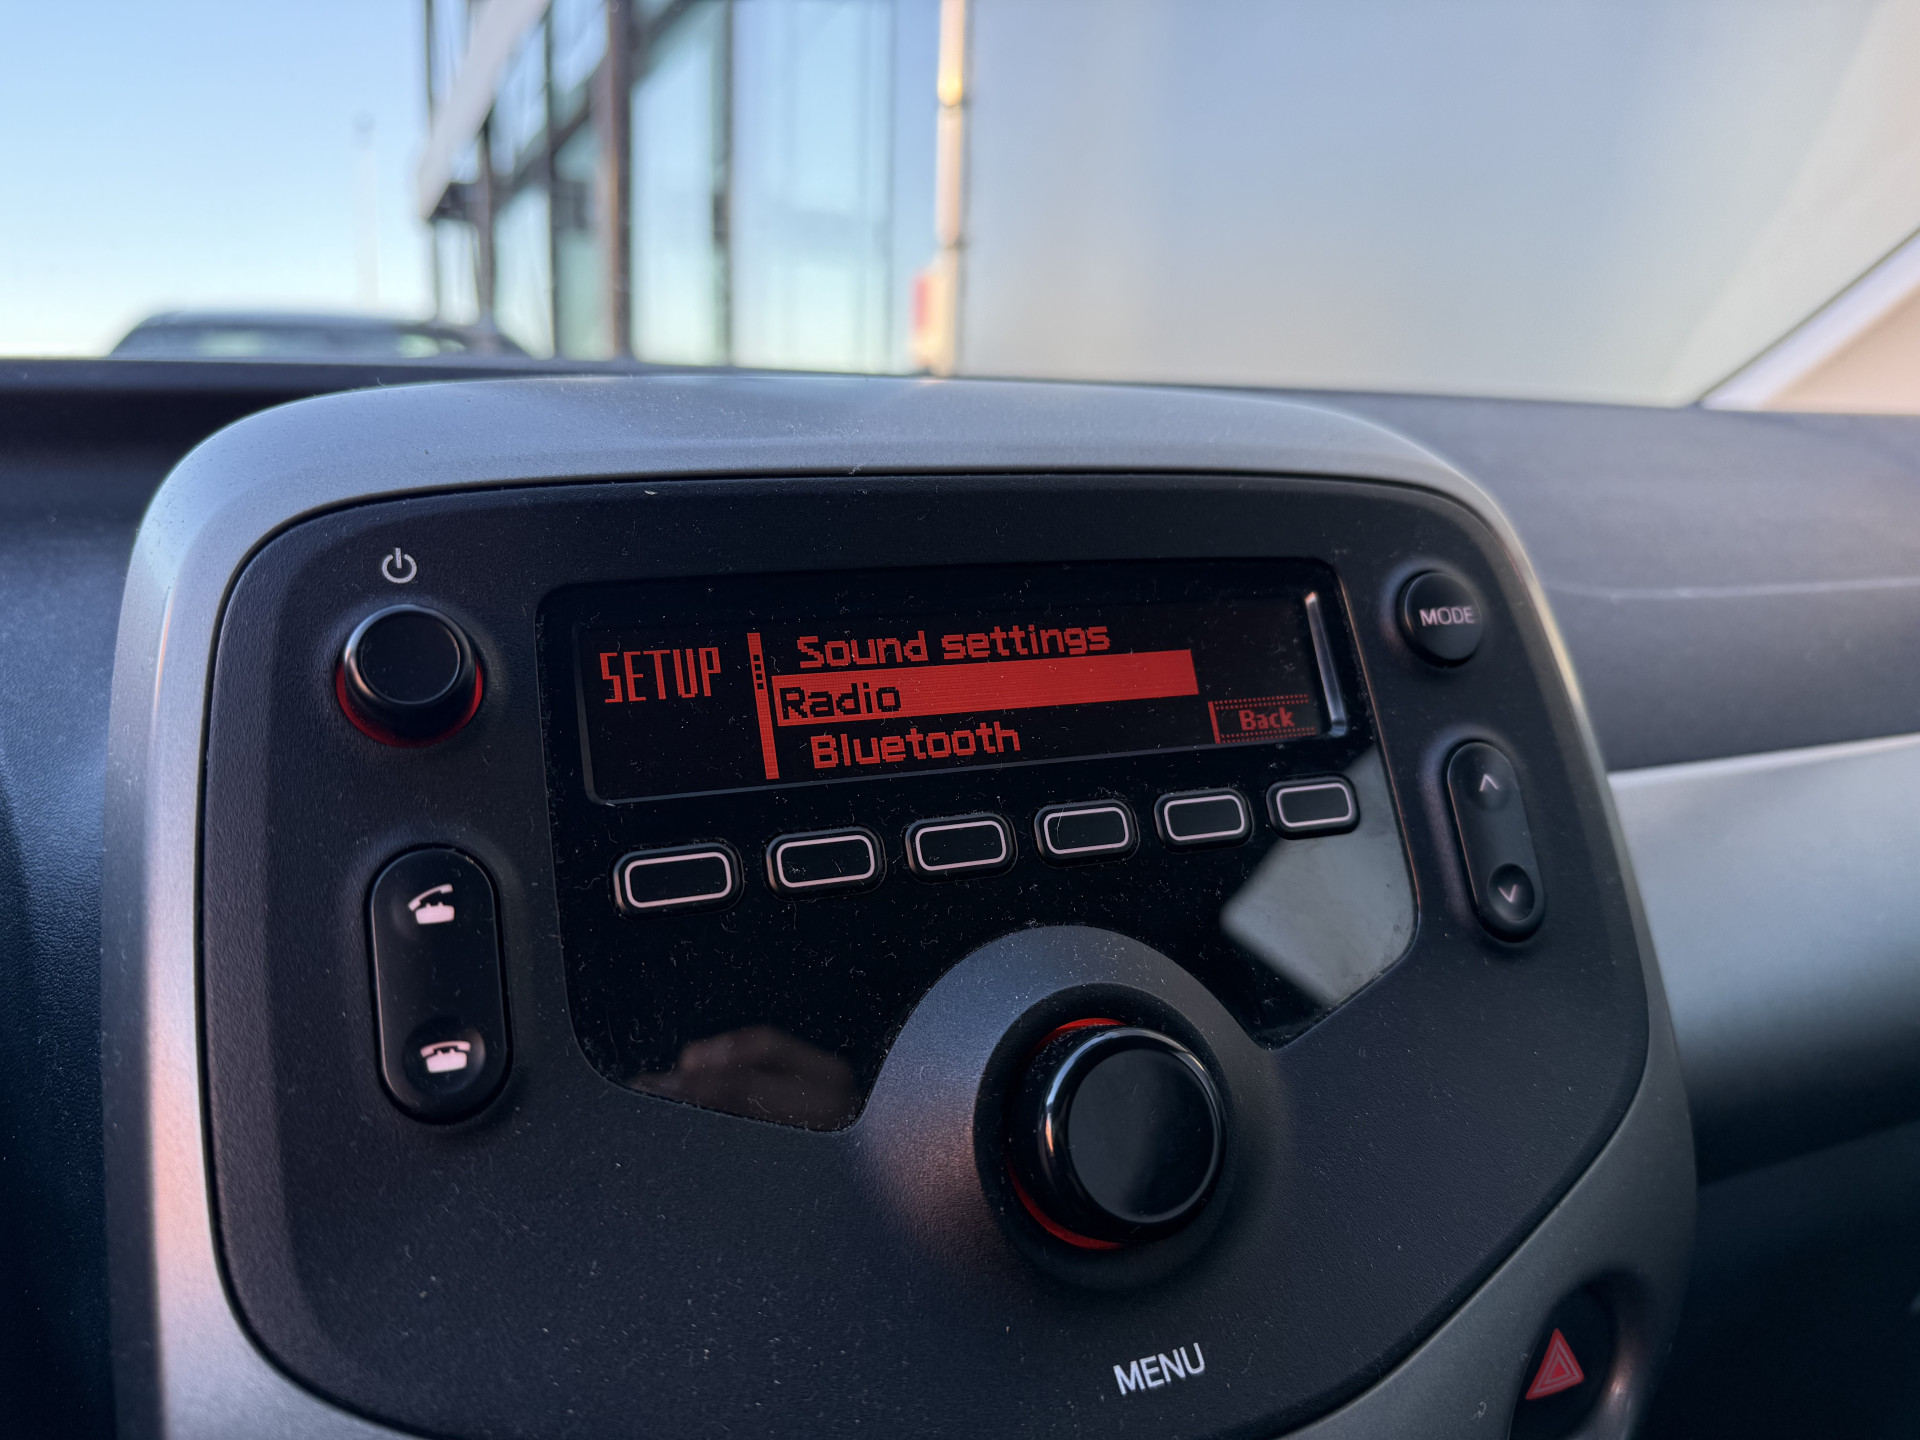 MODE
SETUP
Sound settings
Radio
Bluetooth
Back
MENU